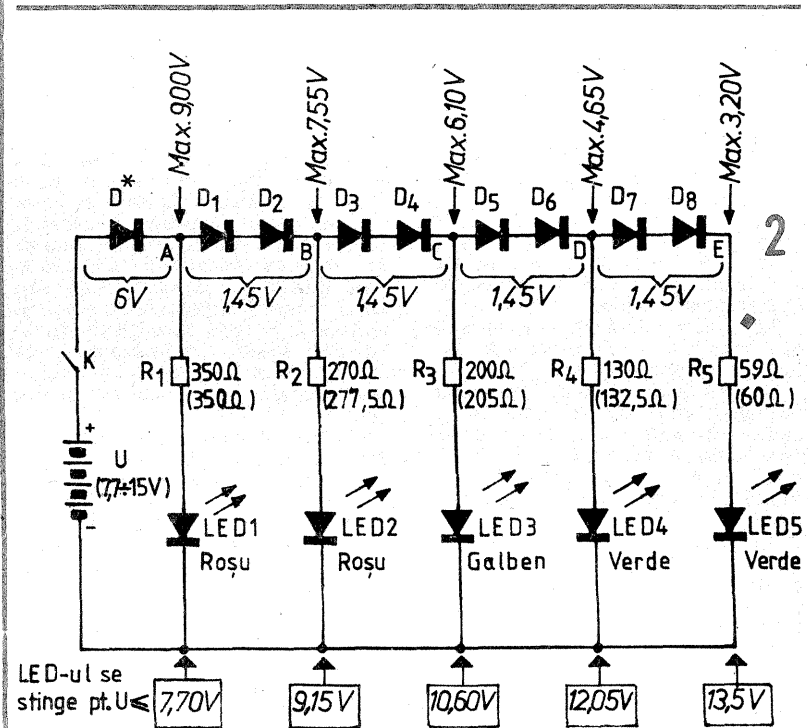 Max.9,00V Max.7,55V Max.6,10V Max.4,65V Max.3,20V
D* D1 D2 D3 D4 D5 D6 D7 D8
A B C D E
2
6V 1,45V 1,45V 1,45V 1,45V
K
R1 350Ω R2 270Ω R3 200Ω R4 130Ω R5 59Ω
(350Ω) (277,5Ω) (205Ω) (132,5Ω) (60Ω)
+
U
(7,7÷15V)
-
LED1 LED2 LED3 LED4 LED5
Roşu Roşu Galben Verde Verde
LED-ul se
stinge pt.U⩽ 7,70V 9,15V 10,60V 12,05V 13,5V